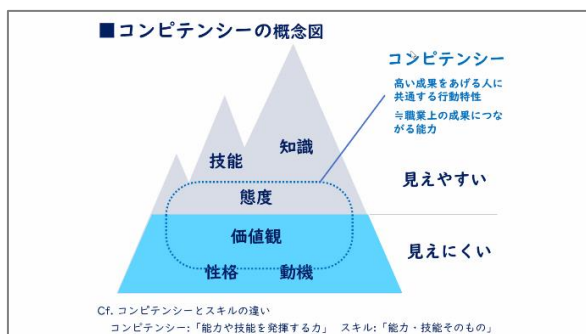 ■コンピテンシーの概念図
コンピテンシー
高い成果をあげる人に
共通する行動特性
≒職業上の成果につな
がる能力
知識
技能
態度
見えやすい
価値観
見えにくい
性格 動機
Cf. コンピテンシーとスキルの違い
コンピテンシー:「能力や技能を発揮する力」 スキル:「能力・技能そのもの」